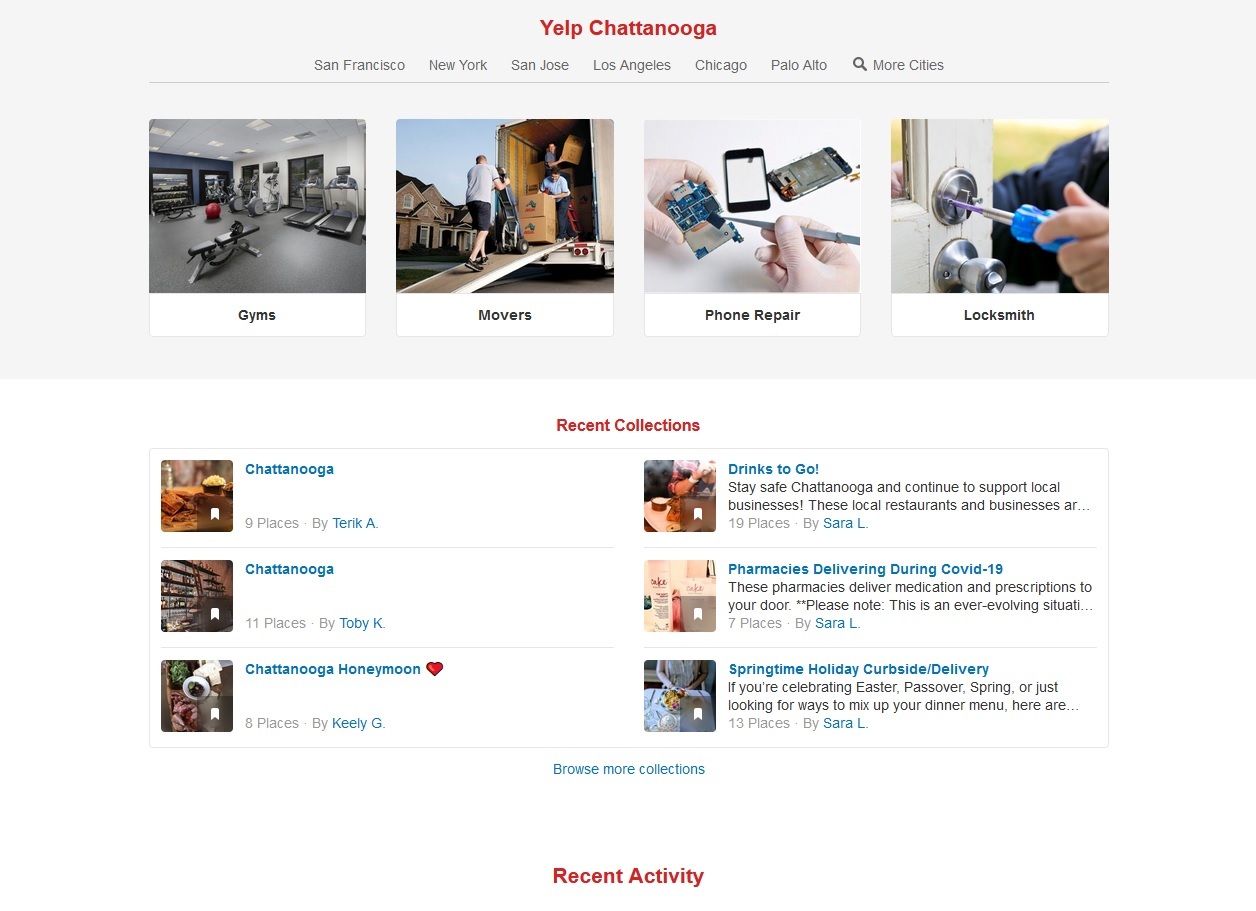 Yelp Chattanooga
San Francisco New York San Jose Los Angeles Chicago Palo Alto More Cities
Gyms Movers Phone Repair Locksmith
Recent Collections
Chattanooga
9 Places · By Terik A.
Drinks to Go!
Stay safe Chattanooga and continue to support local
businesses! These local restaurants and businesses ar…
19 Places · By Sara L.
Chattanooga
11 Places · By Toby K.
Pharmacies Delivering During Covid-19
These pharmacies deliver medication and prescriptions to
your door. **Please note: This is an ever-evolving situati…
7 Places · By Sara L.
Chattanooga Honeymoon ❤️
8 Places · By Keely G.
Springtime Holiday Curbside/Delivery
If you’re celebrating Easter, Passover, Spring, or just
looking for ways to mix up your dinner menu, here are…
13 Places · By Sara L.
Browse more collections
Recent Activity